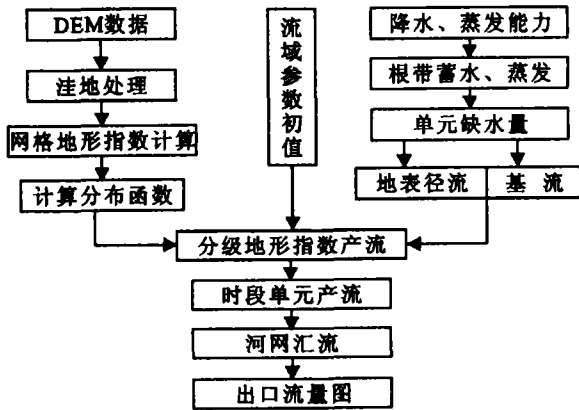 DEM数据
洼地处理
网格地形指数计算
计算分布函数
流域参数初值
降水、蒸发能力
根带蓄水、蒸发
单元缺水量
地表径流
基 流
分级地形指数产流
时段单元产流
河网汇流
出口流量图